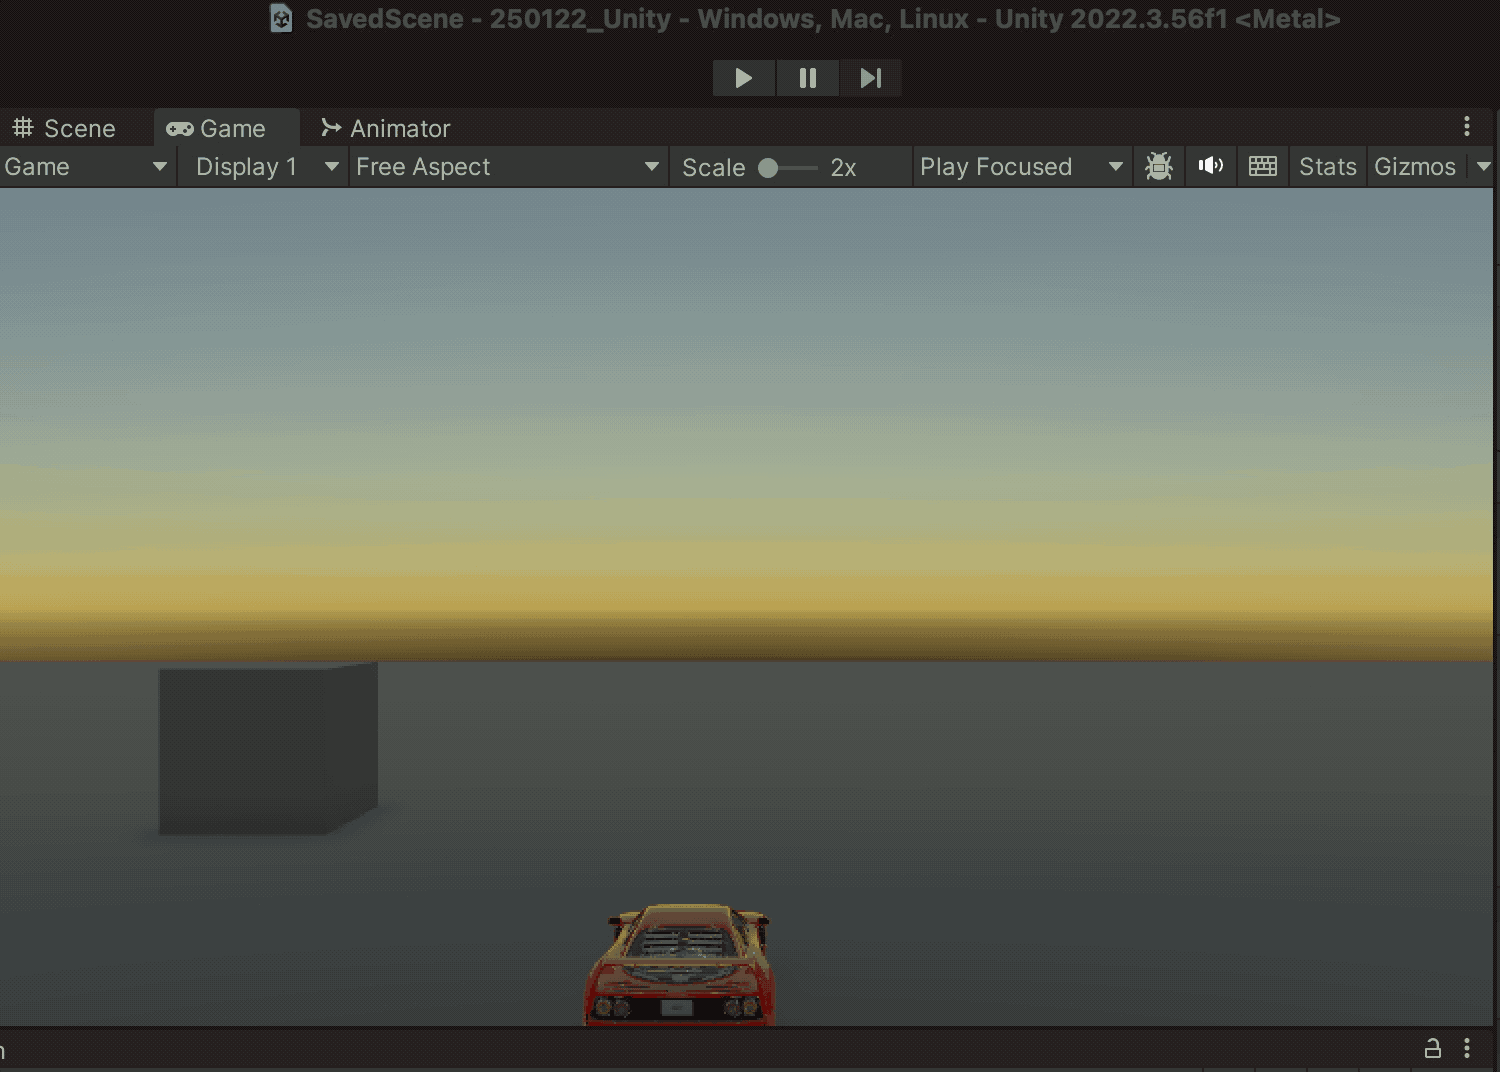 SavedScene - 250122_Unity - Windows, Mac, Linux - Unity 2022.3.56f1 <Metal>
Scene Game Animator
Game Display 1 Free Aspect Scale 2x Play Focused Stats Gizmos